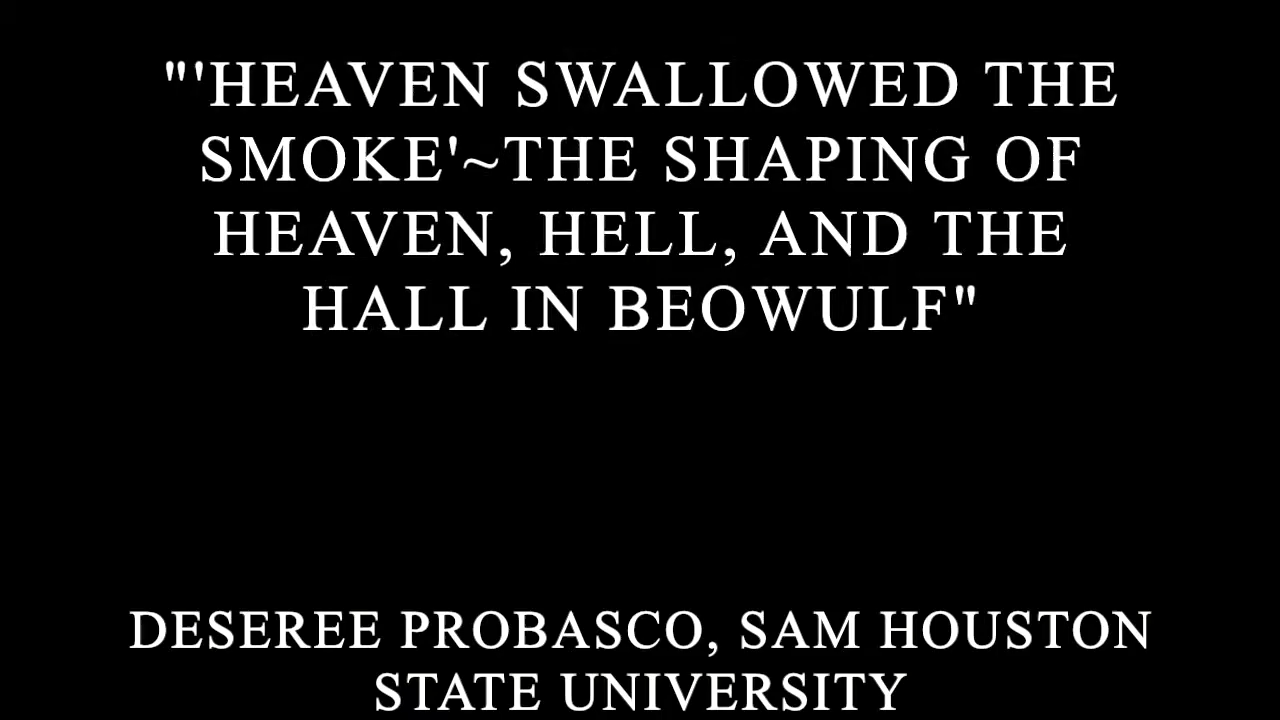 "'HEAVEN SWALLOWED THE
SMOKE'~THE SHAPING OF
HEAVEN, HELL, AND THE
HALL IN BEOWULF"
DESEREE PROBASCO, SAM HOUSTON
STATE UNIVERSITY